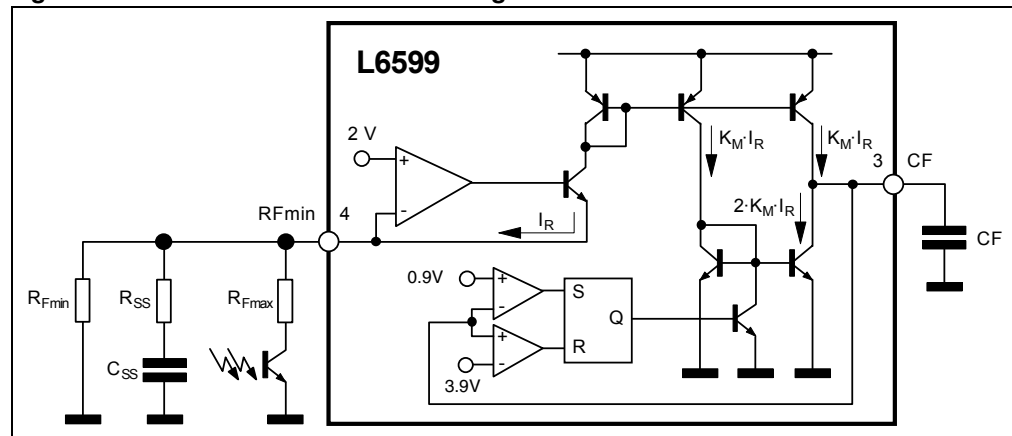 L6599
2 V
+
-
RFmin
4
I_R
K_M·I_R
K_M·I_R
3
CF
2·K_M·I_R
CF
R_Fmin
R_SS
R_Fmax
C_SS
0.9V
+
-
+
-
3.9V
S
Q
R